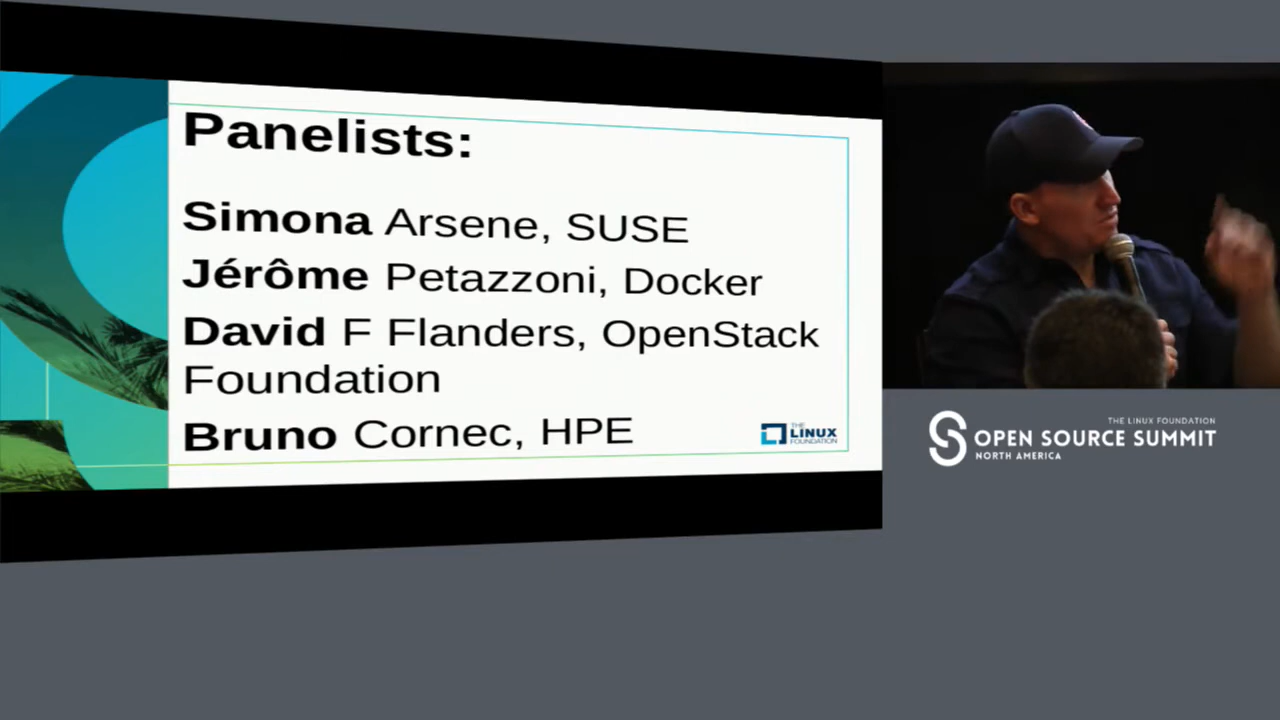 Panelists:
Simona Arsene, SUSE
Jérôme Petazzoni, Docker
David F Flanders, OpenStack
Foundation
Bruno Cornec, HPE
THE
LINUX
FOUNDATION
THE LINUX FOUNDATION
OPEN SOURCE SUMMIT
NORTH AMERICA